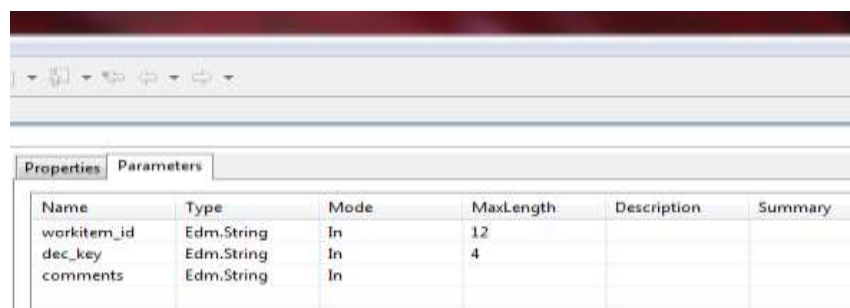 Properties Parameters
Name Type Mode MaxLength Description Summary
workitem_id Edm.String In 12
dec_key Edm.String In 4
comments Edm.String In